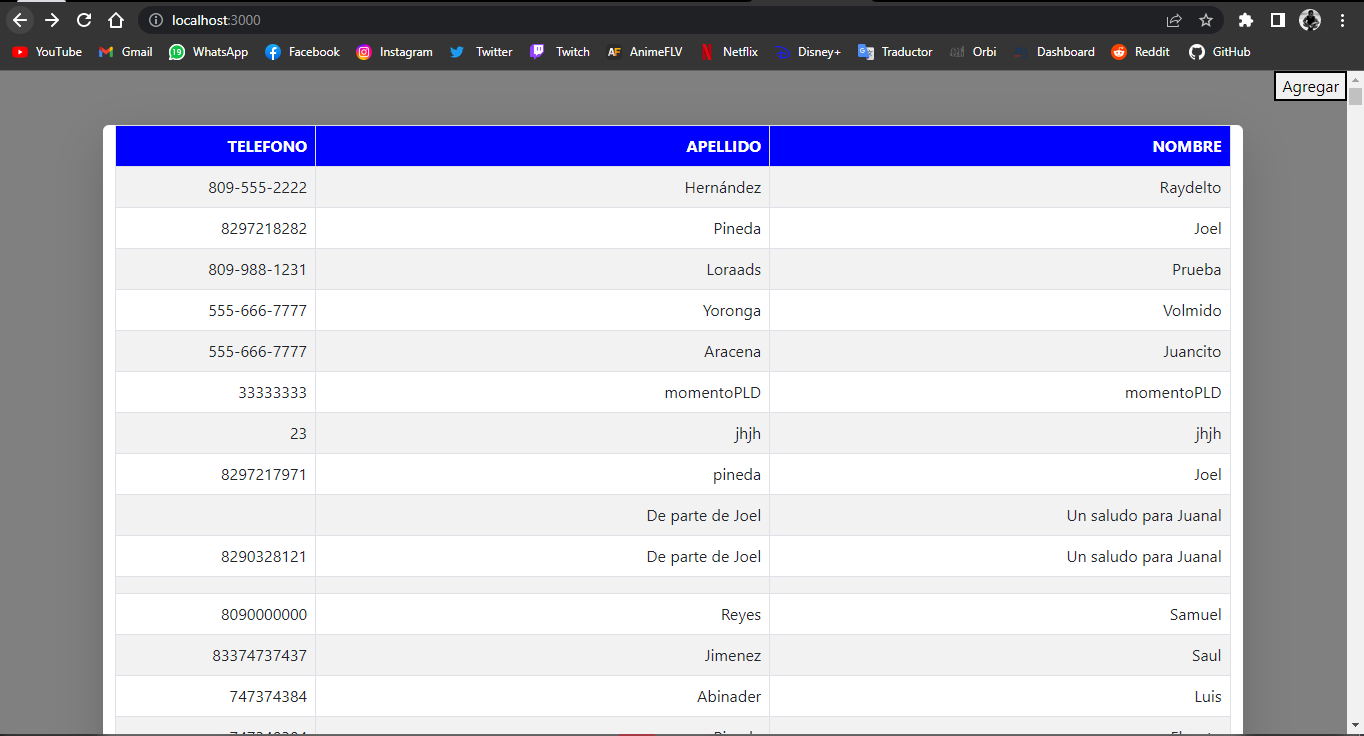 localhost:3000
YouTube Gmail 19 WhatsApp Facebook Instagram Twitter Twitch AF AnimeFLV Netflix Disney+ Traductor Orbi Dashboard Reddit GitHub
Agregar
TELEFONO APELLIDO NOMBRE
809-555-2222 Hernández Raydelto
8297218282 Pineda Joel
809-988-1231 Loraads Prueba
555-666-7777 Yoronga Volmido
555-666-7777 Aracena Juancito
33333333 momentoPLD momentoPLD
23 jhjh jhjh
8297217971 pineda Joel
De parte de Joel Un saludo para Juanal
8290328121 De parte de Joel Un saludo para Juanal
8090000000 Reyes Samuel
83374737437 Jimenez Saul
747374384 Abinader Luis